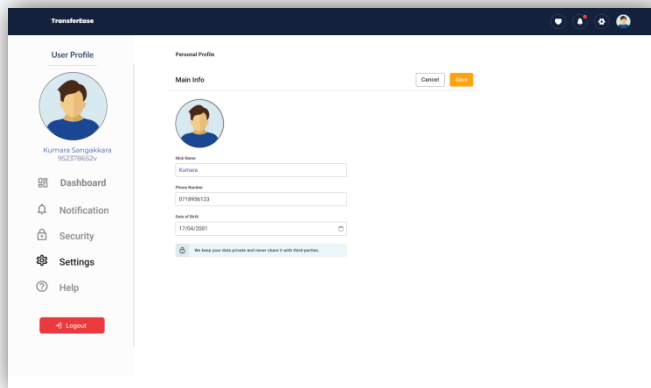 TransferEase
User Profile
Kumara Sangakkara
952378652v
Dashboard
Notification
Security
Settings
Help
Logout
Personal Profile
Main Info
Cancel
Save
Nick Name
Kumara
Phone Number
0718956123
Date of Birth
17/04/2001
We keep your data private and never share it with third-parties.